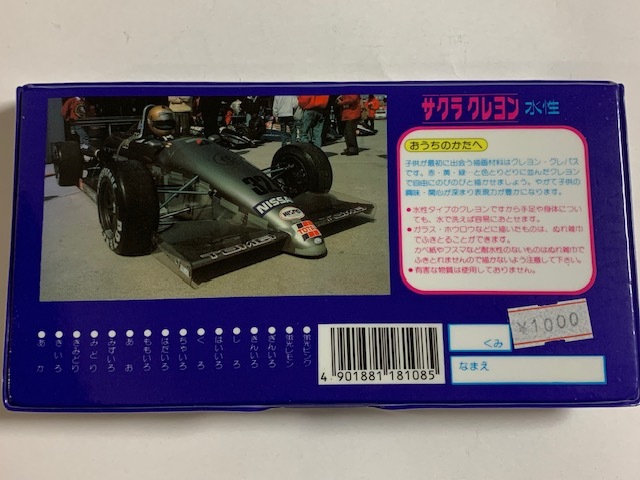 サクラクレヨン 水性
おうちのかたへ
子供が最初に出会う描画材料はクレヨン・クレパス
です。赤・黄・緑…と色とりどりに並んだクレヨン
で自由にのびのびと描かせましょう。やがて子供の
興味・関心が深まり表現力が豊かになります。
●水性タイプのクレヨンですから手足や身体につい
ても、水で洗えば容易におとせます。
●ガラス・ホウロウなどに描いたものは、ぬれ雑巾で
ふきとることができます。
カベ紙やフスマなど耐水性のないものはぬれ雑巾で
ふきとれませんので描かないよう注意して下さい。
●有害な物質は使用してありません。
¥1000
くみ
なまえ
4 901881 181085
NISSAN
TOTO
あか
きいろ
きみどり
みどり
みずいろ
あお
ももいろ
はだいろ
ちゃいろ
くろ
はいいろ
しろ
きんいろ
ぎんいろ
蛍光レモン
蛍光ピンク